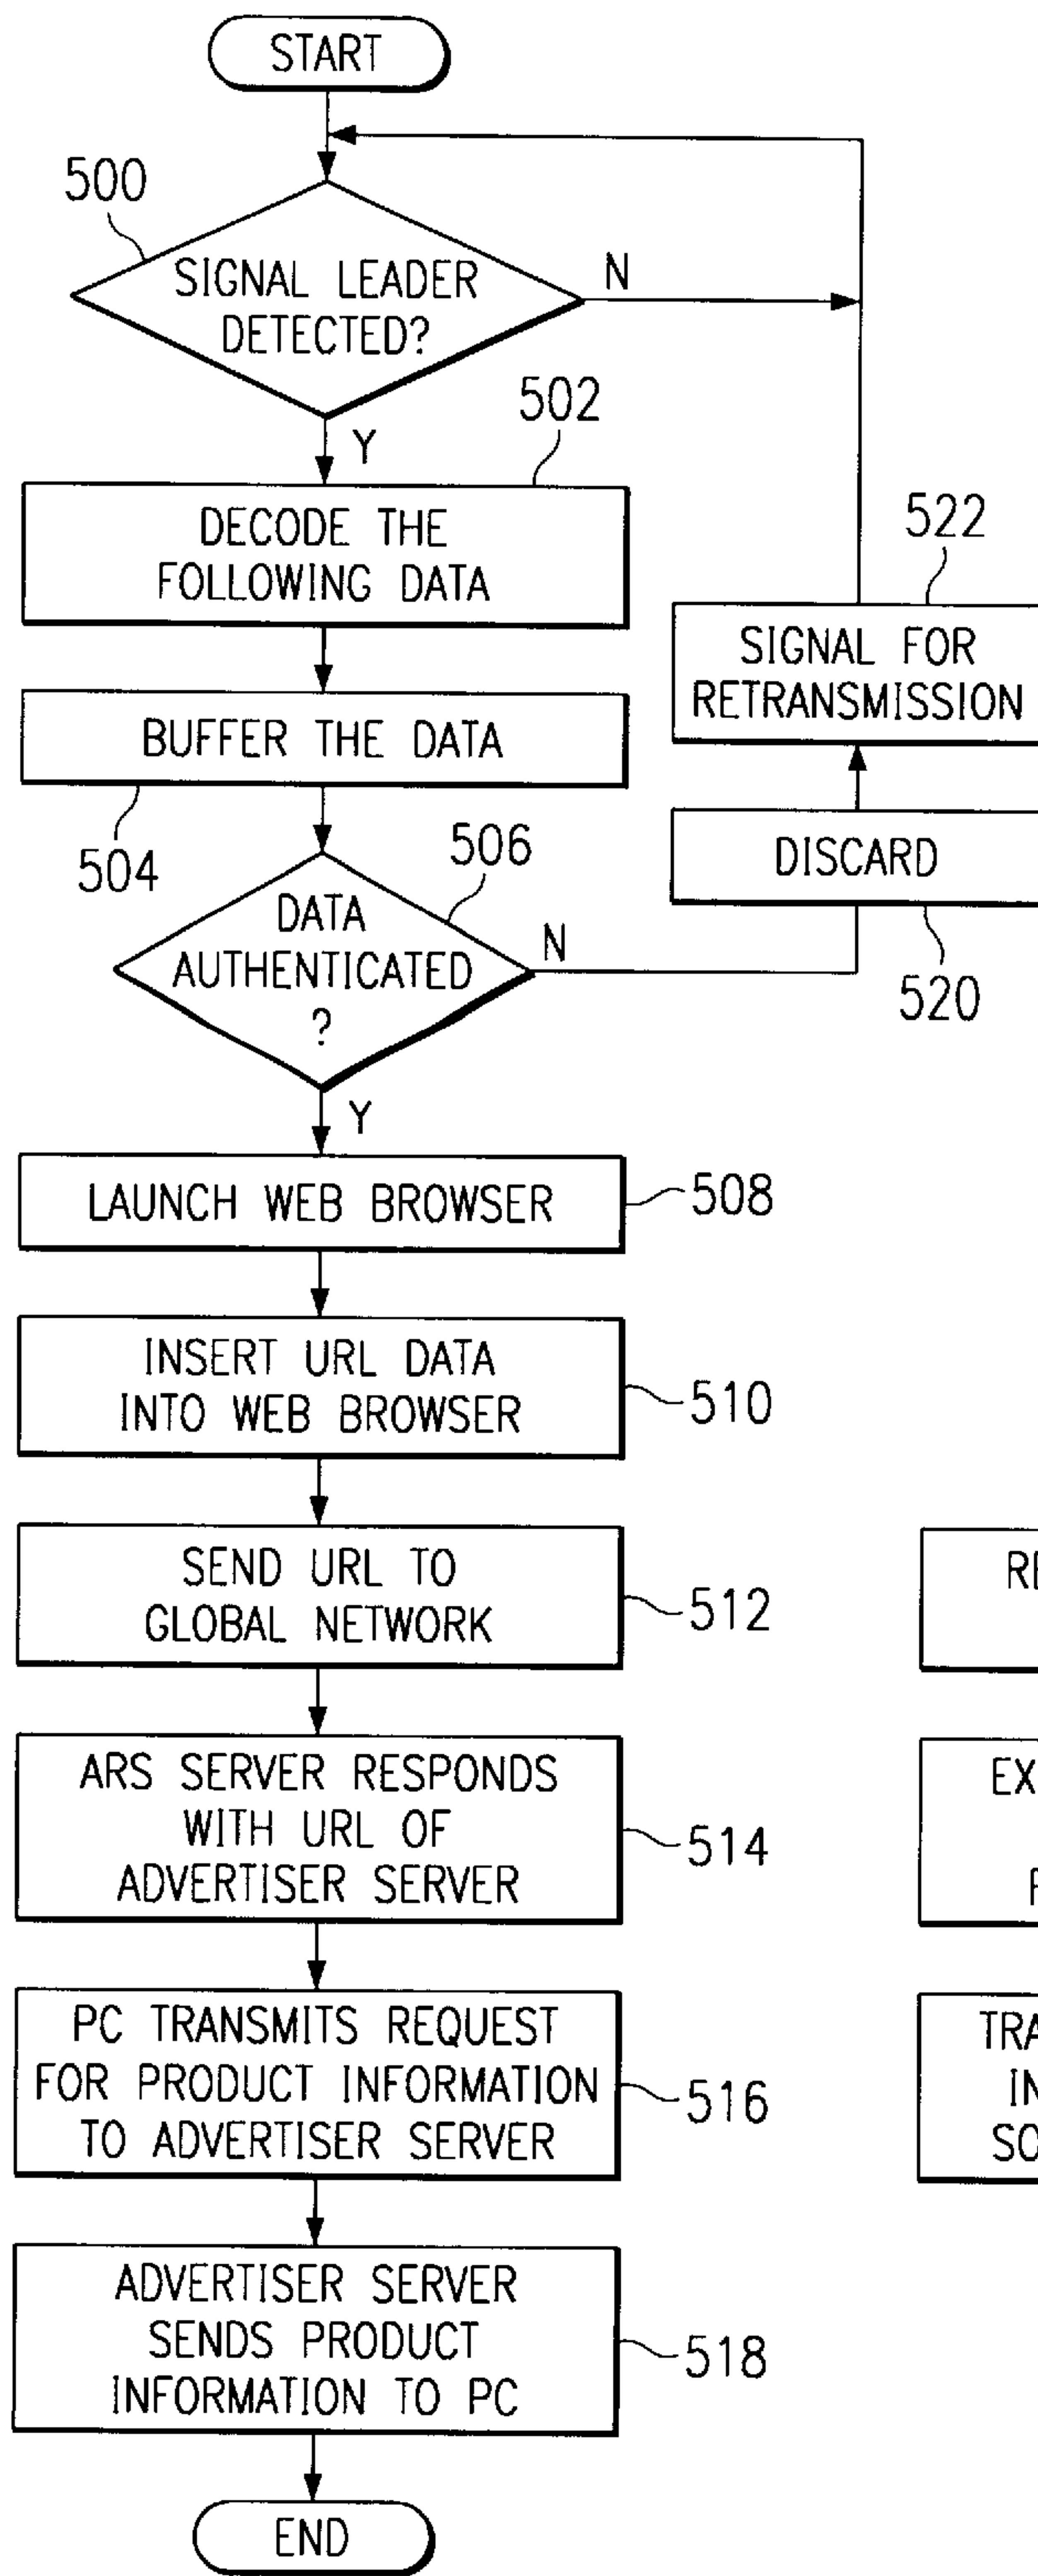 START
500
SIGNAL LEADER
DETECTED?
N
Y
502
DECODE THE
FOLLOWING DATA
522
SIGNAL FOR
RETRANSMISSION
BUFFER THE DATA
504
DISCARD
520
506
DATA
AUTHENTICATED
?
N
Y
LAUNCH WEB BROWSER
508
INSERT URL DATA
INTO WEB BROWSER
510
SEND URL TO
GLOBAL NETWORK
512
ARS SERVER RESPONDS
WITH URL OF
ADVERTISER SERVER
514
PC TRANSMITS REQUEST
FOR PRODUCT INFORMATION
TO ADVERTISER SERVER
516
ADVERTISER SERVER
SENDS PRODUCT
INFORMATION TO PC
518
END